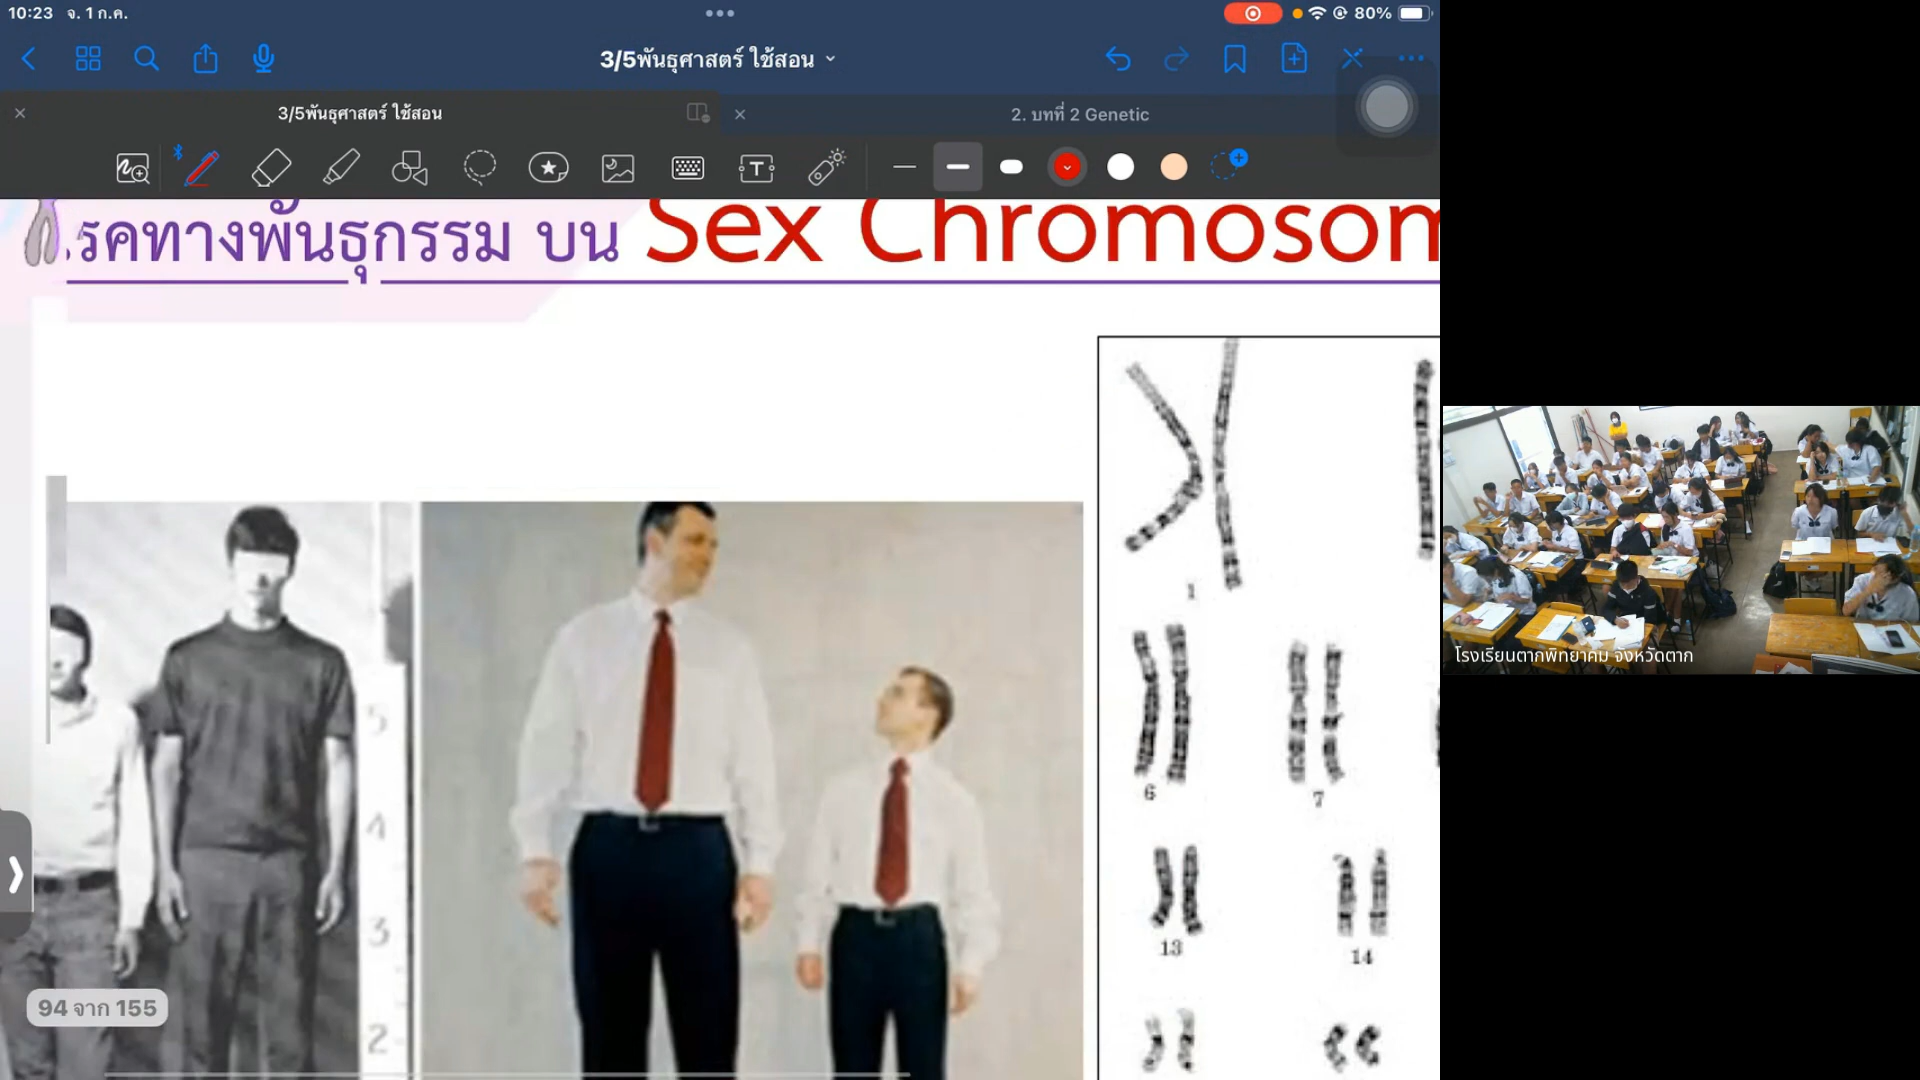 10:23 จ. 1 ก.ค.
80%
3/5พันธุศาสตร์ ใช้สอน
3/5พันธุศาสตร์ ใช้สอน
2. บทที่ 2 Genetic
รคทางพันธุกรรม บน Sex Chromosom
1
6
7
13
14
5
4
3
2
94 จาก 155
โรงเรียนตากพิทยาคม จังหวัดตาก